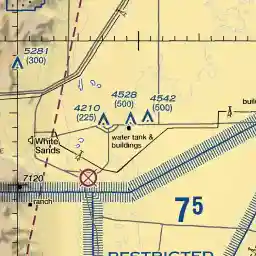 5281
(300)
4528
(500)
4542
(500)
4210
(225)
water tank &
buildings
White
Sands
7120
ranch
7⁵
RESTRICTED